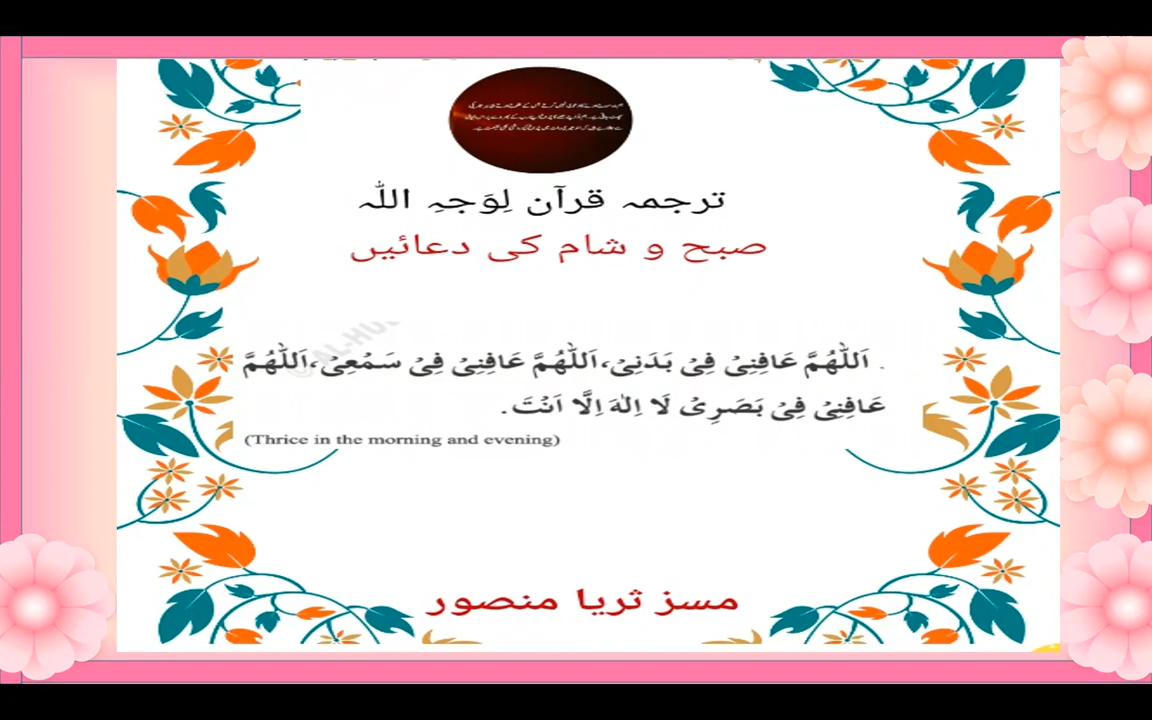 ترجمہ قرآن لِوَجہِ اللّٰہ
صبح و شام کی دعائیں
. اَللّٰهُمَّ عَافِنِىْ فِىْ بَدَنِىْ،اَللّٰهُمَّ عَافِنِىْ فِىْ سَمْعِىْ،اَللّٰهُمَّ
عَافِنِىْ فِىْ بَصَرِىْ لَا اِلٰهَ اِلَّا اَنْتَ.
(Thrice in the morning and evening)
مسز ثریا منصور